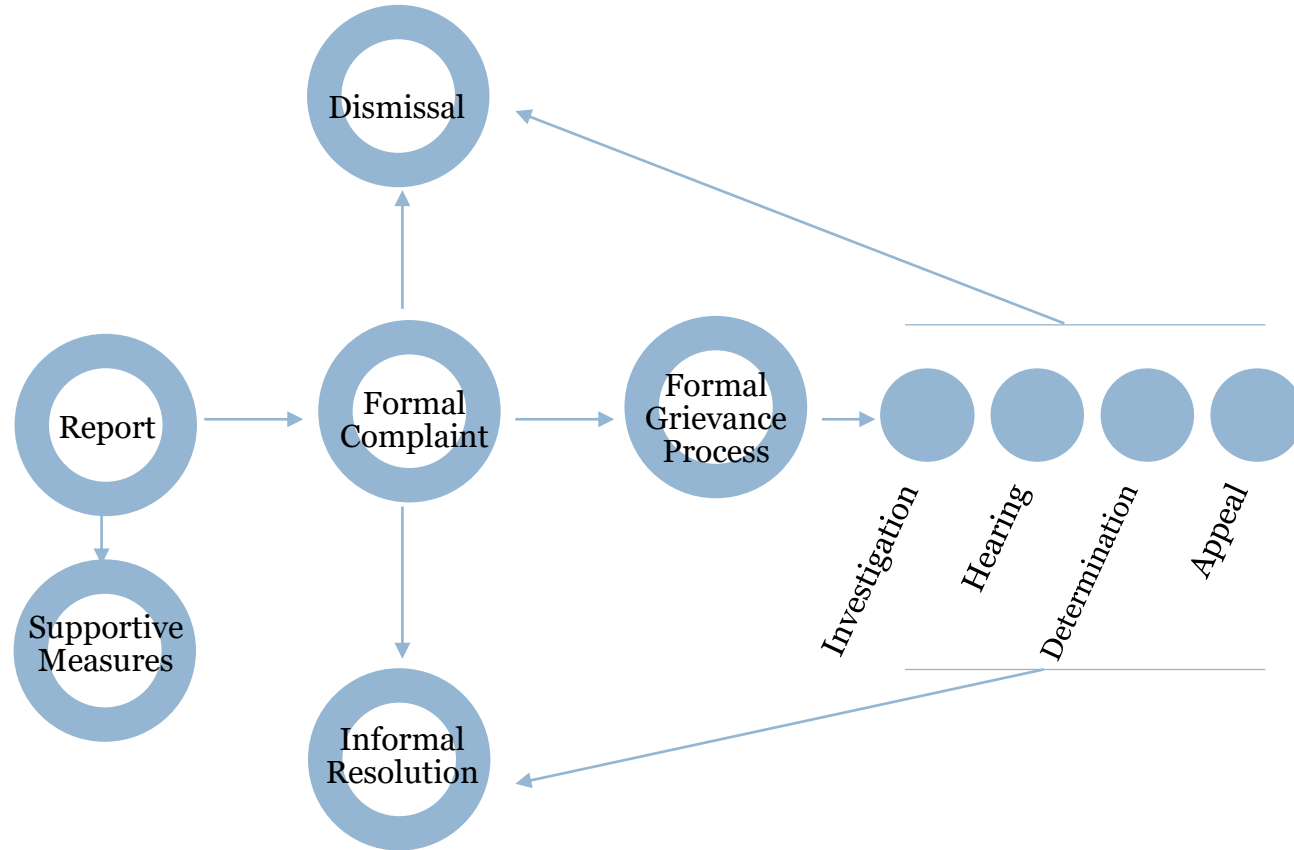 Dismissal
Report
Formal
Complaint
Formal
Grievance
Process
Investigation
Hearing
Determination
Appeal
Supportive
Measures
Informal
Resolution